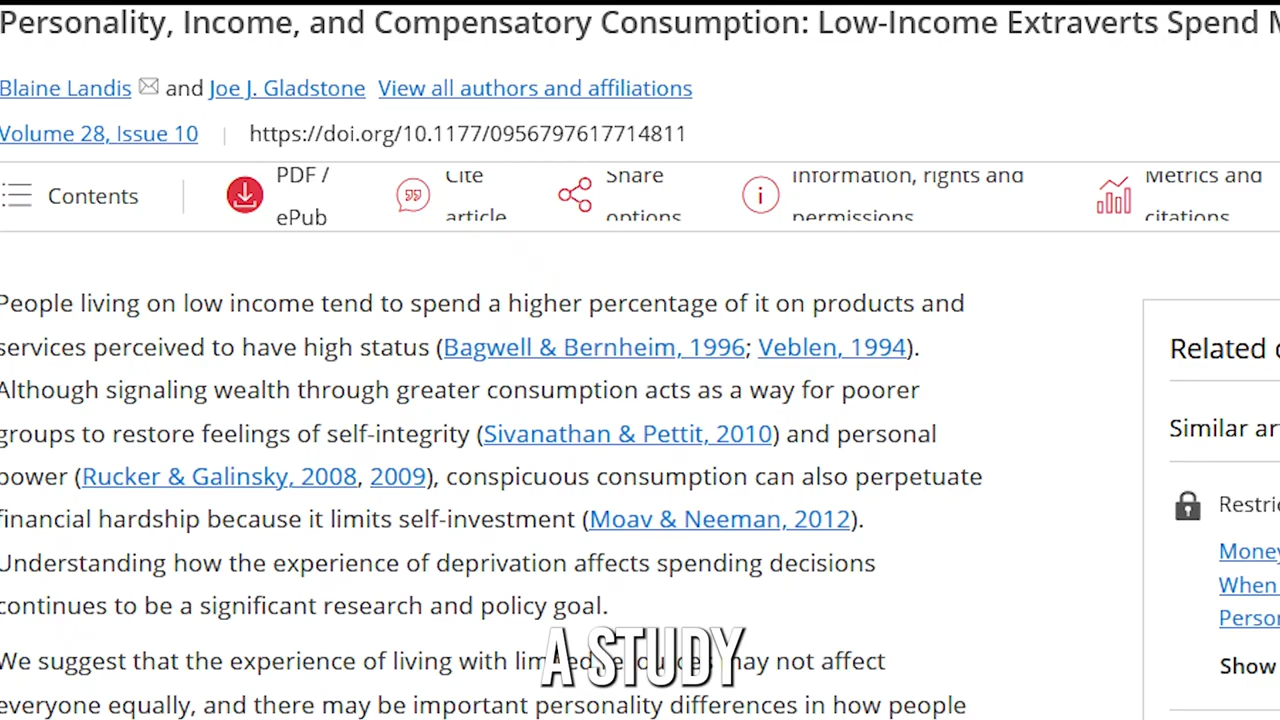 Personality, Income, and Compensatory Consumption: Low-Income Extraverts Spend
Blaine Landis and Joe J. Gladstone View all authors and affiliations
Volume 28, Issue 10 | https://doi.org/10.1177/0956797617714811
Contents
PDF /
ePub
Cite
article
Share
options
Information, rights and
permissions
Metrics and
citations
People living on low income tend to spend a higher percentage of it on products and
services perceived to have high status (Bagwell & Bernheim, 1996; Veblen, 1994).
Although signaling wealth through greater consumption acts as a way for poorer
groups to restore feelings of self-integrity (Sivanathan & Pettit, 2010) and personal
power (Rucker & Galinsky, 2008, 2009), conspicuous consumption can also perpetuate
financial hardship because it limits self-investment (Moav & Neeman, 2012).
Understanding how the experience of deprivation affects spending decisions
continues to be a significant research and policy goal.
We suggest that the experience of living with limited resources may not affect
everyone equally, and there may be important personality differences in how people
A STUDY
Related
Similar
Money
When
Show